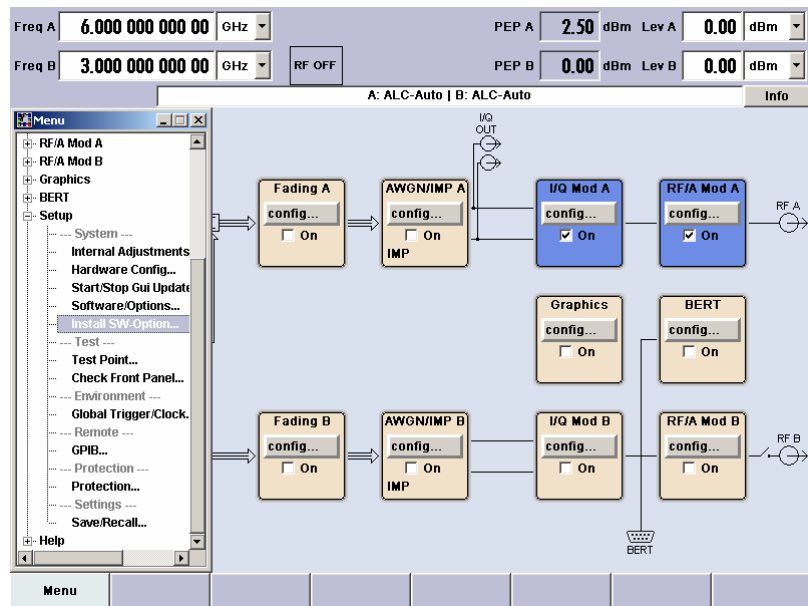 Freq A 6.000 000 000 00 GHz PEP A 2.50 dBm Lev A 0.00 dBm
Freq B 3.000 000 000 00 GHz RF OFF PEP B 0.00 dBm Lev B 0.00 dBm
A: ALC-Auto | B: ALC-Auto Info
Menu
RF/A Mod A
RF/A Mod B
Graphics
BERT
Setup
--- System ---
Internal Adjustments
Hardware Config...
Start/Stop Gui Update
Software/Options...
Install SW-Option...
--- Test ---
Test Point...
Check Front Panel...
--- Environment ---
Global Trigger/Clock.
--- Remote ---
GPIB...
--- Protection ---
Protection...
--- Settings ---
Save/Recall...
Help
I/Q
OUT
Fading A
config...
On
AWGN/IMP A
config...
On
IMP
I/Q Mod A
config...
On
RF/A Mod A
config...
On
RF A
Graphics
config...
On
BERT
config...
On
Fading B
config...
On
AWGN/IMP B
config...
On
IMP
I/Q Mod B
config...
On
RF/A Mod B
config...
On
RF B
BERT
Menu